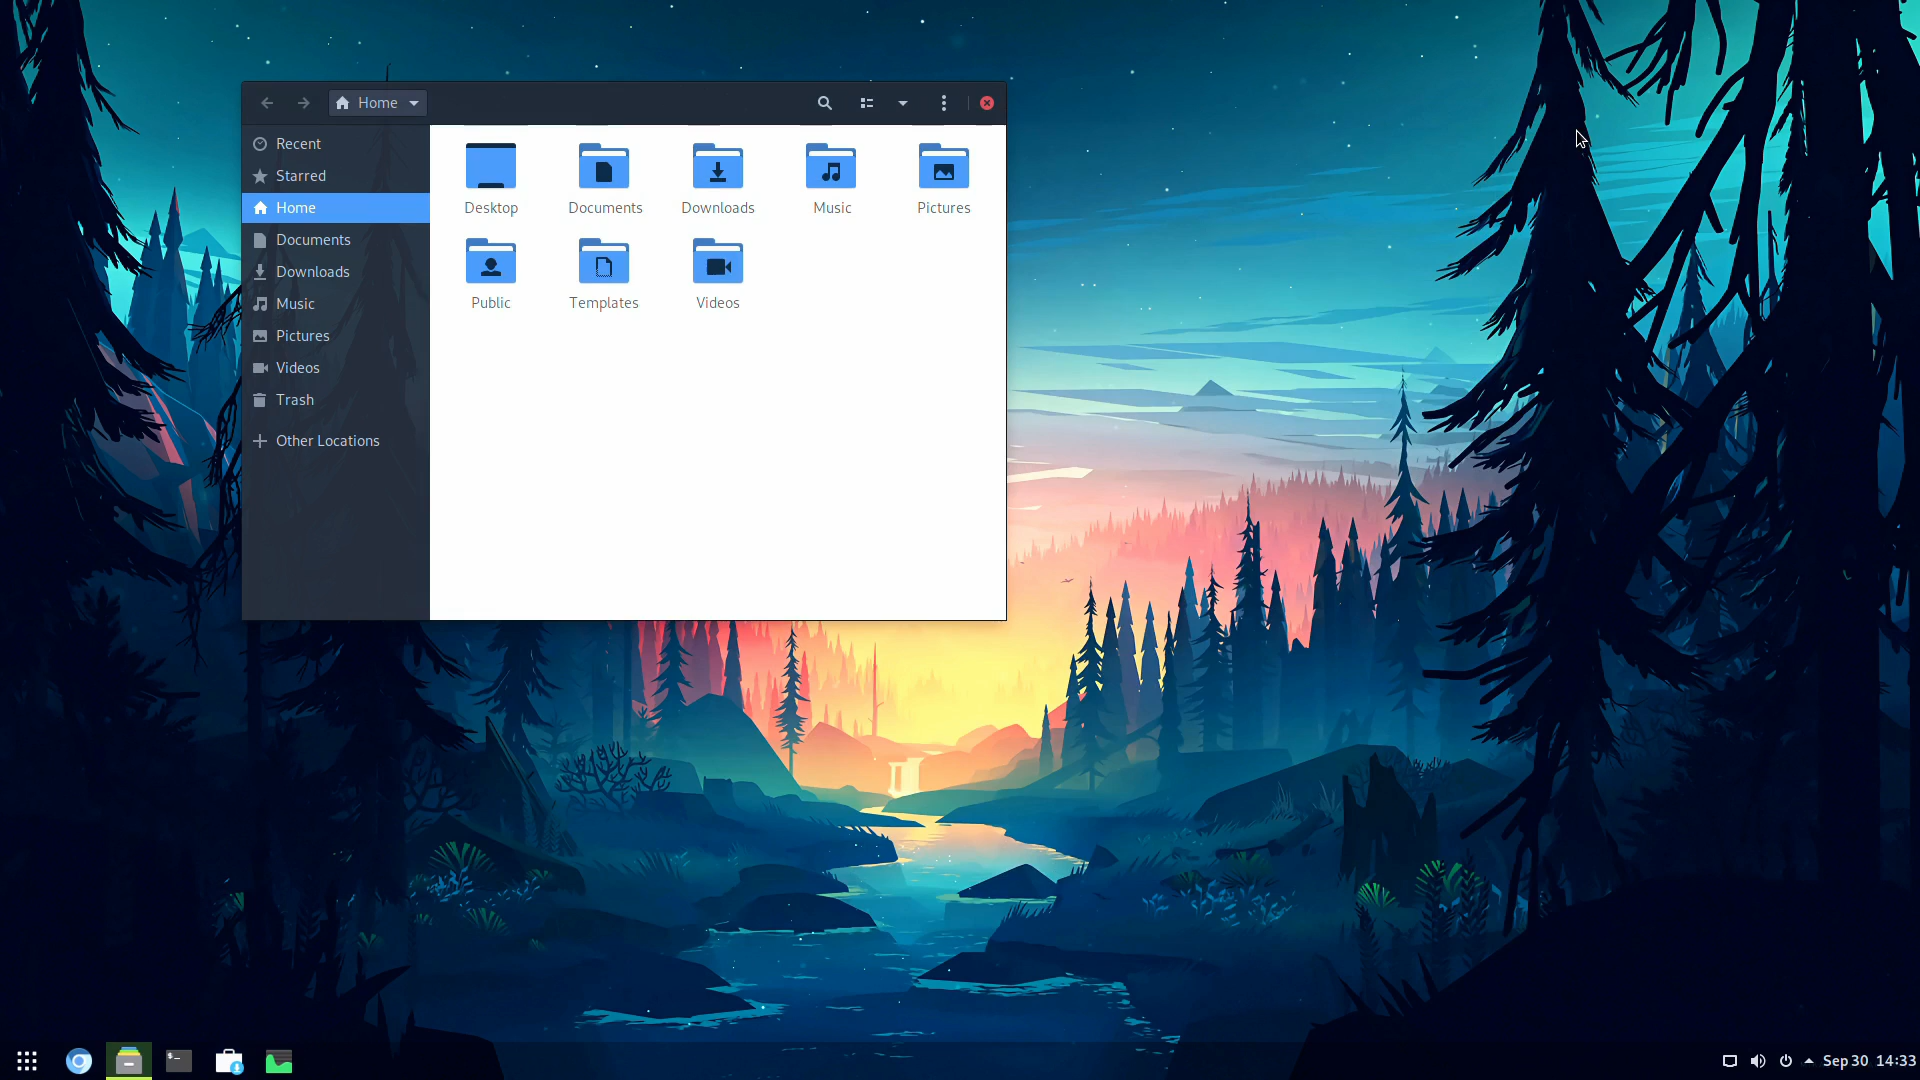 Home
Recent
Starred
Home
Documents
Downloads
Music
Pictures
Videos
Trash
Other Locations
Desktop
Documents
Downloads
Music
Pictures
Public
Templates
Videos
$_
Sep 30 14:33